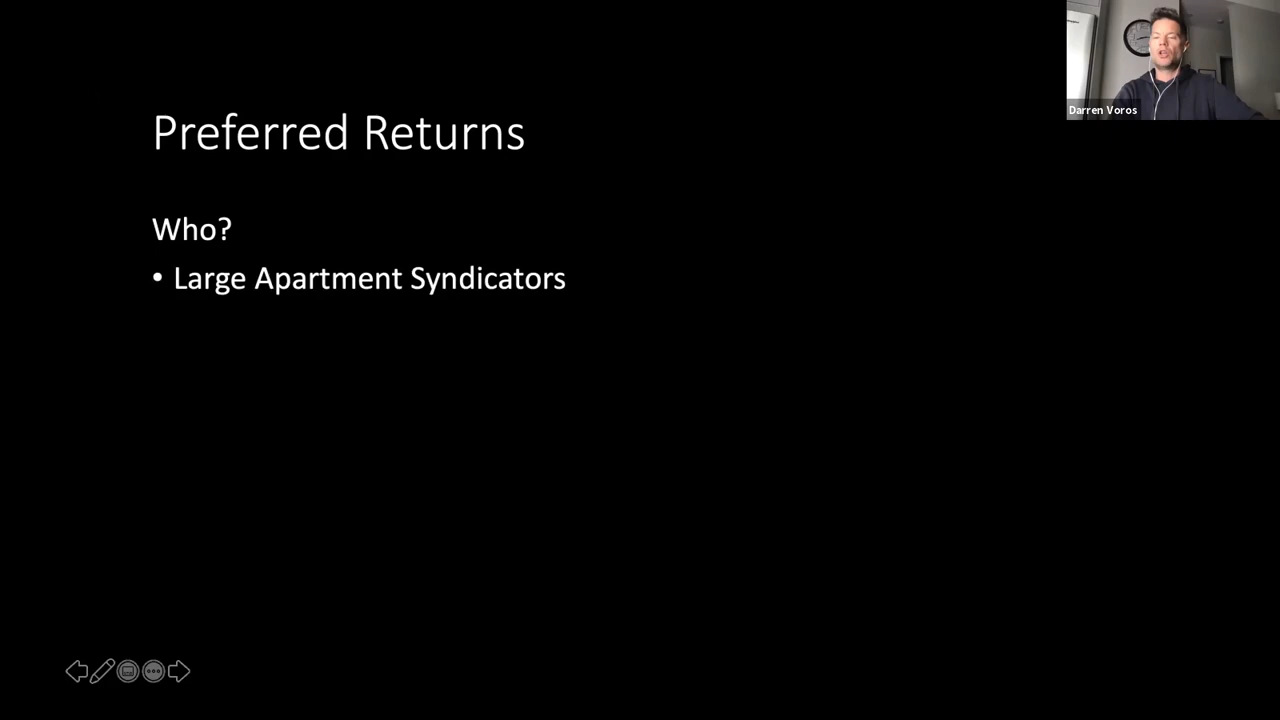 Preferred Returns
Darren Voros
Who?
• Large Apartment Syndicators